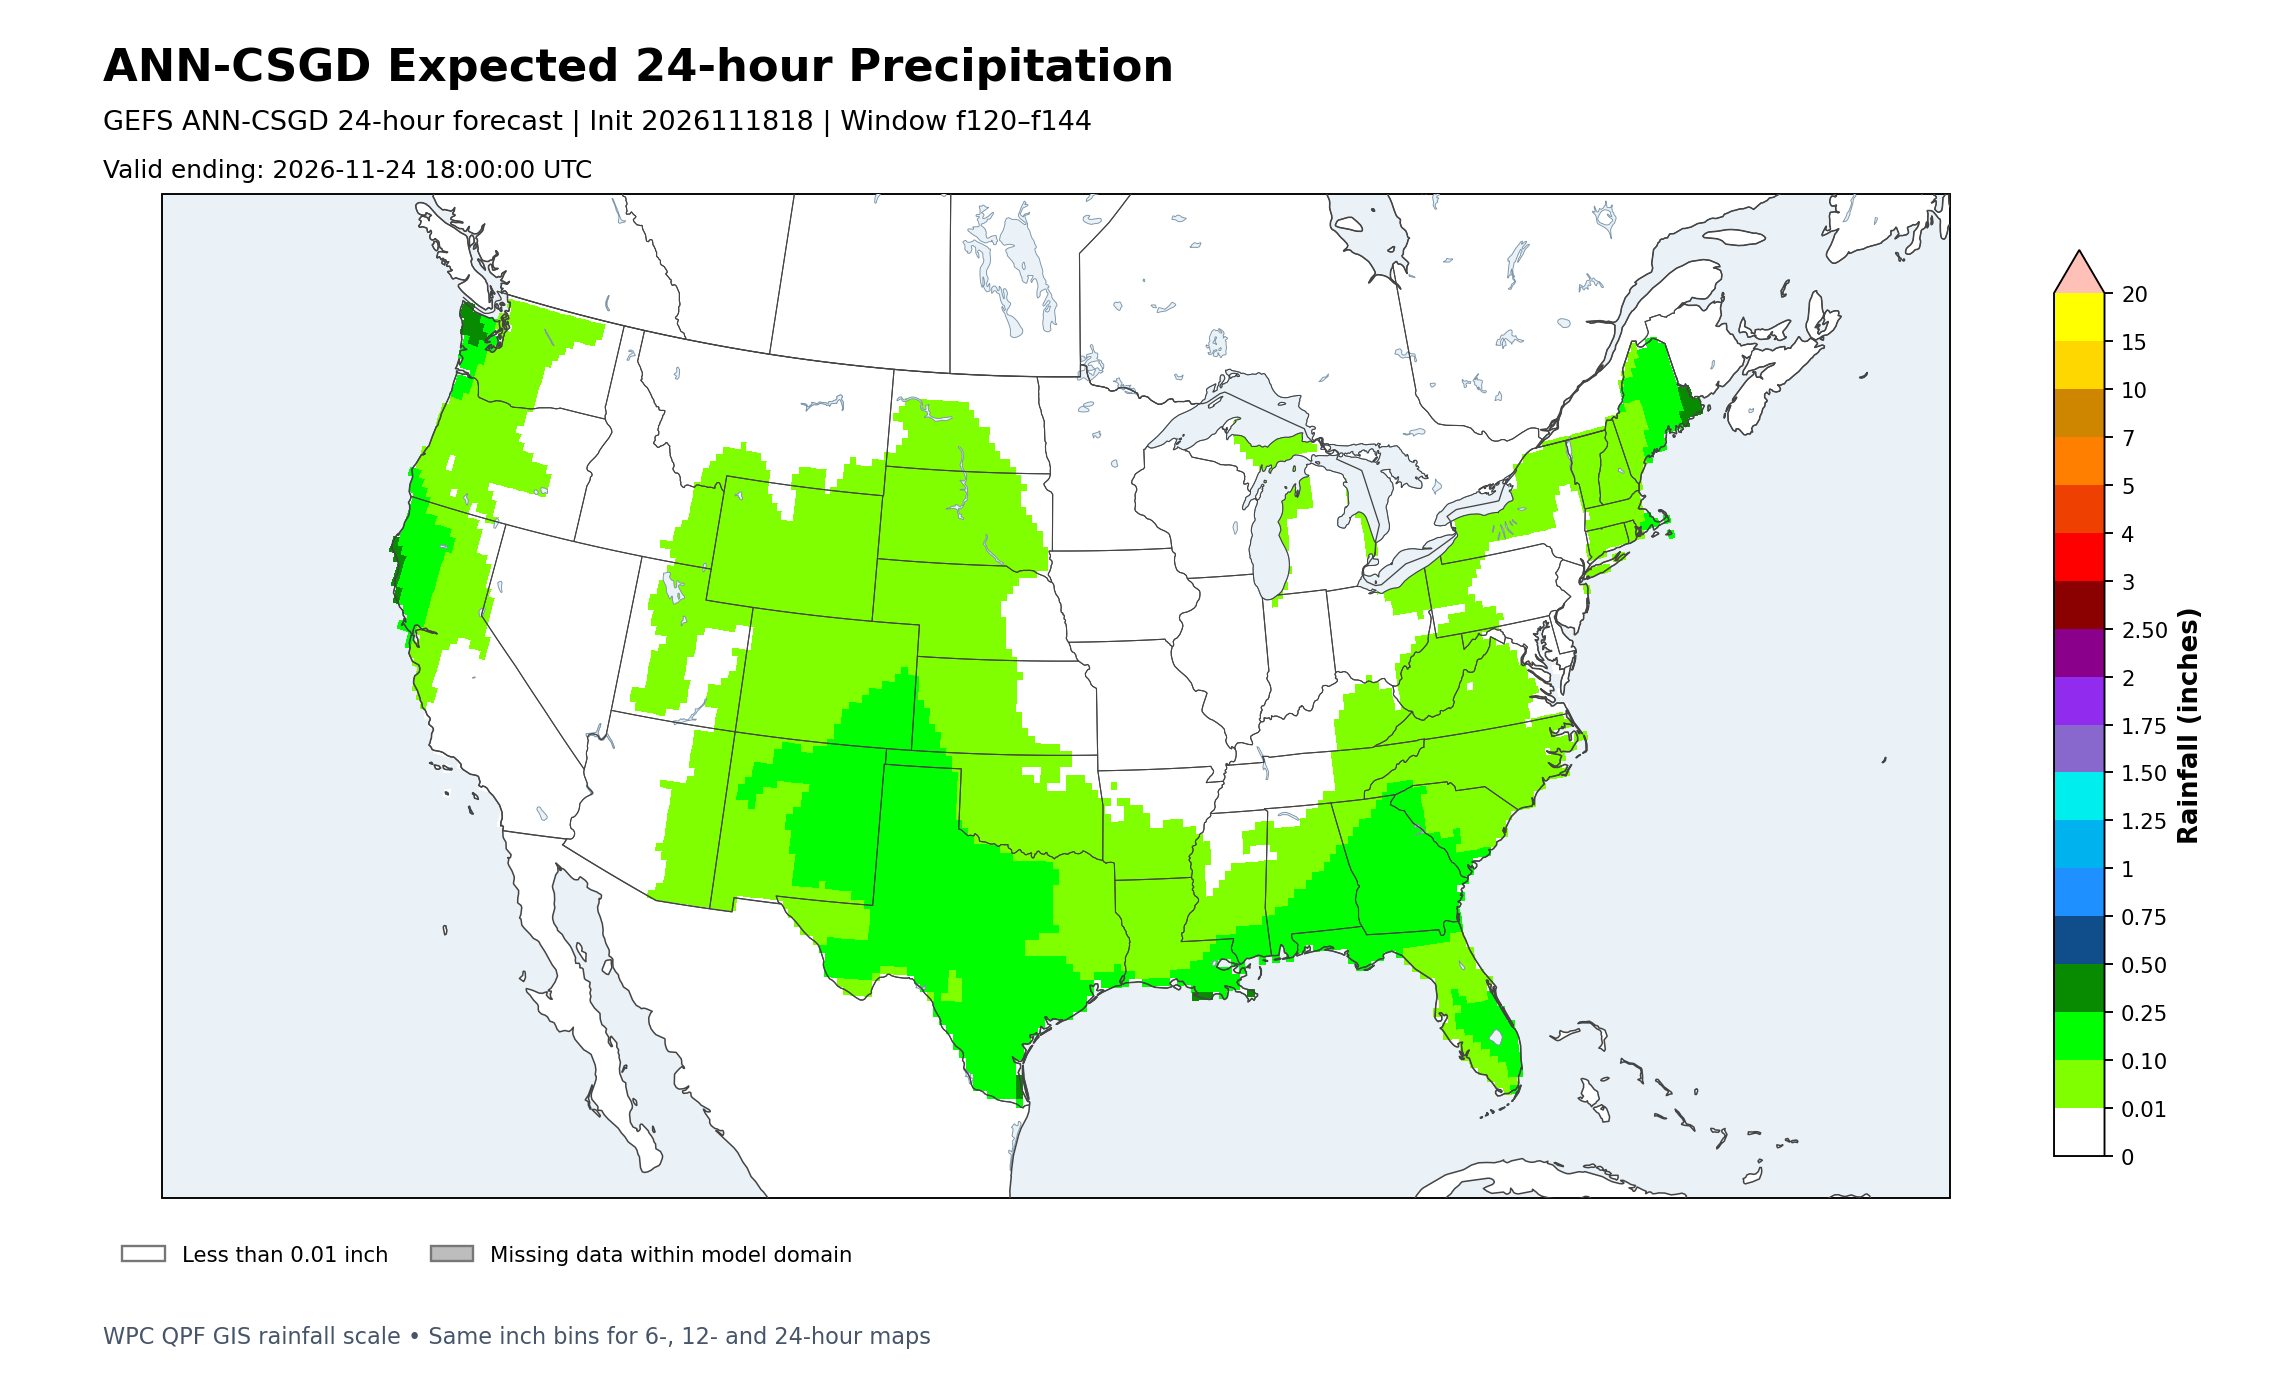 ANN-CSGD Expected 24-hour Precipitation
GEFS ANN-CSGD 24-hour forecast | Init 2026111818 | Window f120–f144
Valid ending: 2026-11-24 18:00:00 UTC
20
15
10
7
5
4
3
2.50
2
1.75
1.50
1.25
1
0.75
0.50
0.25
0.10
0.01
0
Rainfall (inches)
Less than 0.01 inch
Missing data within model domain
WPC QPF GIS rainfall scale • Same inch bins for 6-, 12- and 24-hour maps